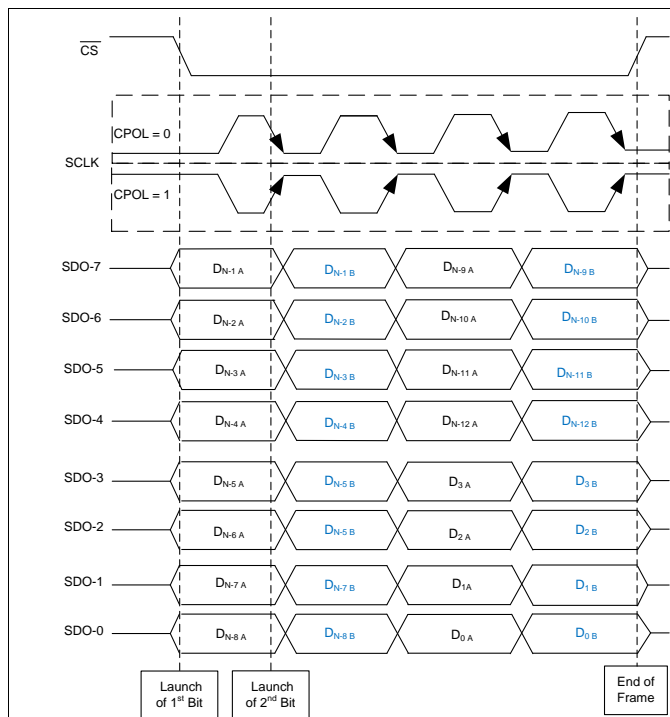 CS
CPOL = 0
SCLK
CPOL = 1
SDO-7 DN-1 A DN-1 B DN-9 A DN-9 B
SDO-6 DN-2 A DN-2 B DN-10 A DN-10 B
SDO-5 DN-3 A DN-3 B DN-11 A DN-11 B
SDO-4 DN-4 A DN-4 B DN-12 A DN-12 B
SDO-3 DN-5 A DN-5 B D3 A D3 B
SDO-2 DN-6 A DN-5 B D2 A D2 B
SDO-1 DN-7 A DN-7 B D1A D1 B
SDO-0 DN-8 A DN-8 B D0 A D0 B
Launch
of 1st Bit
Launch
of 2nd Bit
End of
Frame